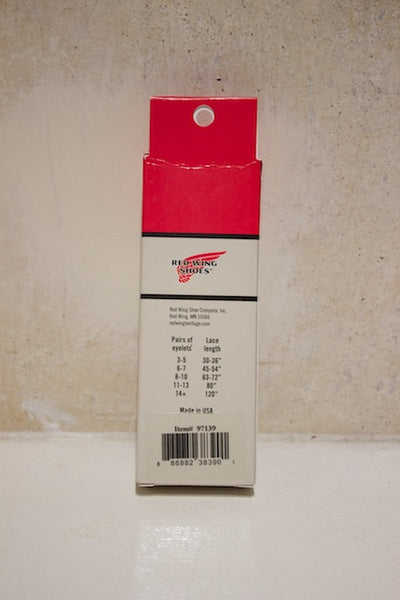 RED WING
SHOES®
Red Wing Shoe Company, Inc.
Red Wing, MN 55066
redwingheritage.com
Pairs of eyelets Lace length
3-5 30-36"
6-7 45-54"
8-10 63-72"
11-13 80"
14+ 120"
Made in USA
Item# 97139
8 86882 38390 1